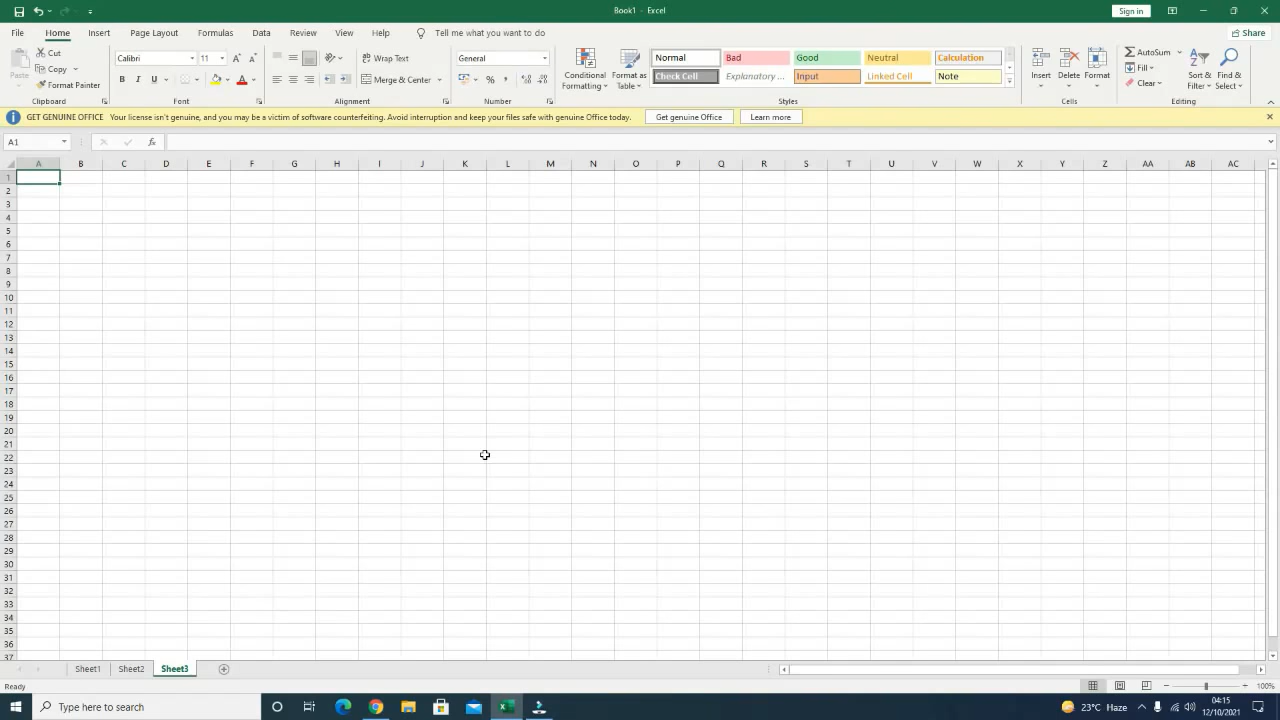 Book1 - Excel
Sign in
File Home Insert Page Layout Formulas Data Review View Help Tell me what you want to do
Share
Paste
Cut
Copy
Format Painter
Clipboard
Calibri 11
B I U
Font
Wrap Text
Merge & Center
Alignment
General
Number
Conditional Formatting
Format as Table
Normal Bad Good Neutral Calculation
Check Cell Explanatory ... Input Linked Cell Note
Styles
Insert Delete Format
Cells
AutoSum
Fill
Clear
Sort & Filter
Find & Select
Editing
GET GENUINE OFFICE Your license isn't genuine, and you may be a victim of software counterfeiting. Avoid interruption and keep your files safe with genuine Office today. Get genuine Office Learn more
A1 fx
A B C D E F G H I J K L M N O P Q R S T U V W X Y Z AA AB AC
1
2
3
4
5
6
7
8
9
10
11
12
13
14
15
16
17
18
19
20
21
22
23
24
25
26
27
28
29
30
31
32
33
34
35
36
37
Sheet1 Sheet2 Sheet3
Ready
100%
Type here to search
23°C Haze
04:15
12/10/2021